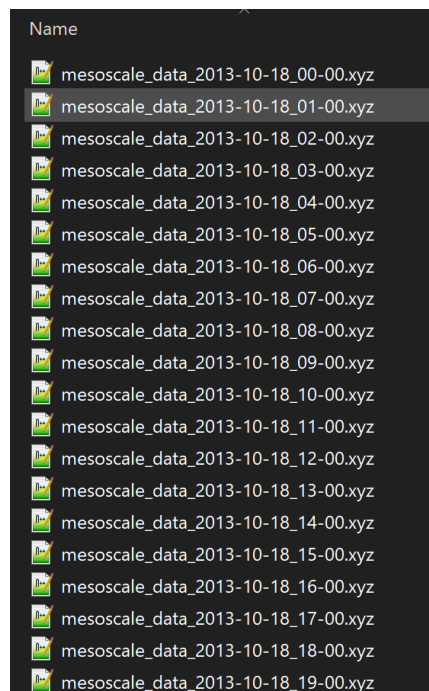 Name
mesoscale_data_2013-10-18_00-00.xyz
mesoscale_data_2013-10-18_01-00.xyz
mesoscale_data_2013-10-18_02-00.xyz
mesoscale_data_2013-10-18_03-00.xyz
mesoscale_data_2013-10-18_04-00.xyz
mesoscale_data_2013-10-18_05-00.xyz
mesoscale_data_2013-10-18_06-00.xyz
mesoscale_data_2013-10-18_07-00.xyz
mesoscale_data_2013-10-18_08-00.xyz
mesoscale_data_2013-10-18_09-00.xyz
mesoscale_data_2013-10-18_10-00.xyz
mesoscale_data_2013-10-18_11-00.xyz
mesoscale_data_2013-10-18_12-00.xyz
mesoscale_data_2013-10-18_13-00.xyz
mesoscale_data_2013-10-18_14-00.xyz
mesoscale_data_2013-10-18_15-00.xyz
mesoscale_data_2013-10-18_16-00.xyz
mesoscale_data_2013-10-18_17-00.xyz
mesoscale_data_2013-10-18_18-00.xyz
mesoscale_data_2013-10-18_19-00.xyz